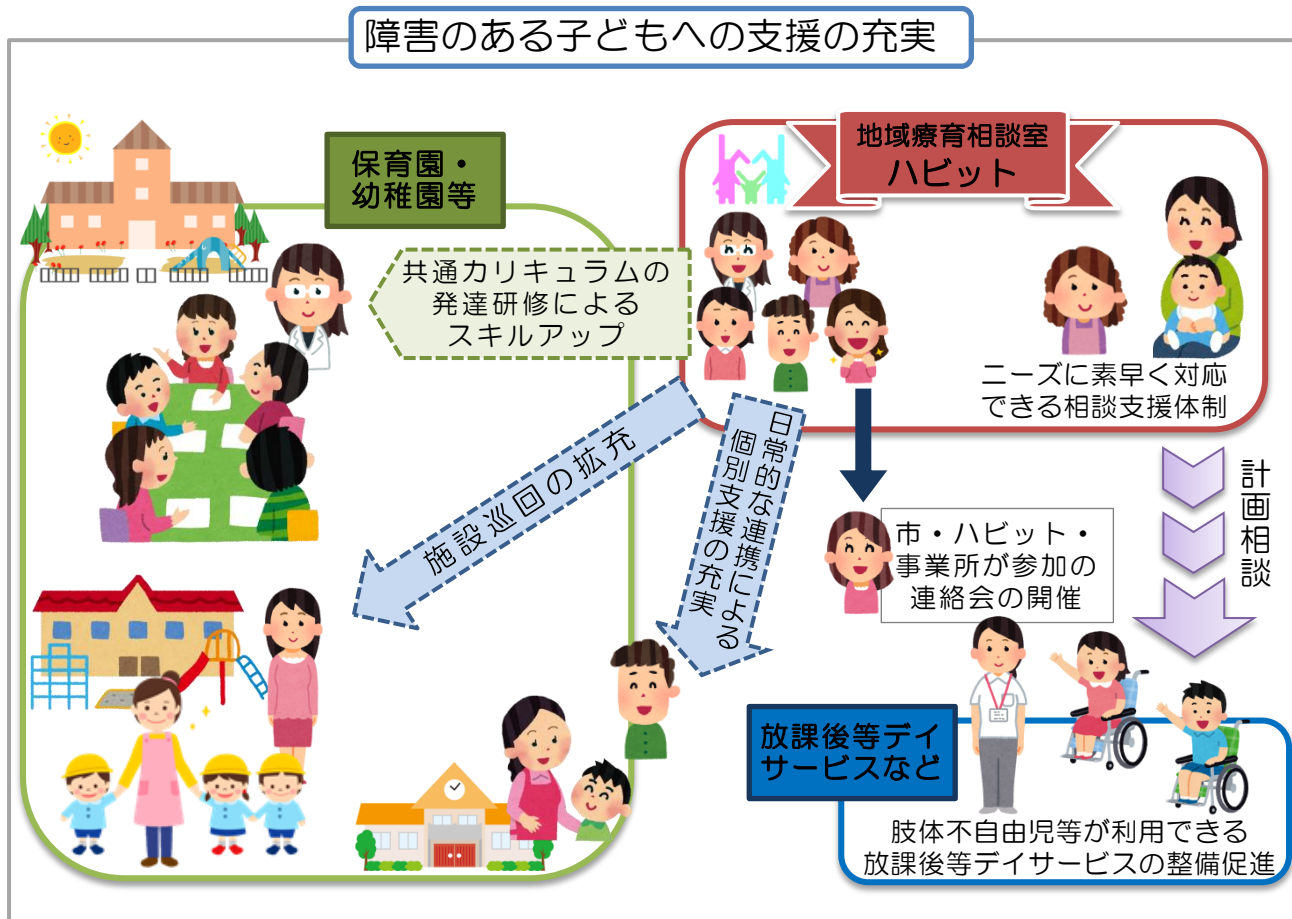 障害のある子どもへの支援の充実
保育園・
幼稚園等
地域療育相談室
ハビット
共通カリキュラムの
発達研修による
スキルアップ
ニーズに素早く対応
できる相談支援体制
施設巡回の拡充
日常的な連携による
個別支援の充実
計画相談
市・ハビット・
事業所が参加の
連絡会の開催
放課後等デイ
サービスなど
肢体不自由児等が利用できる
放課後等デイサービスの整備促進